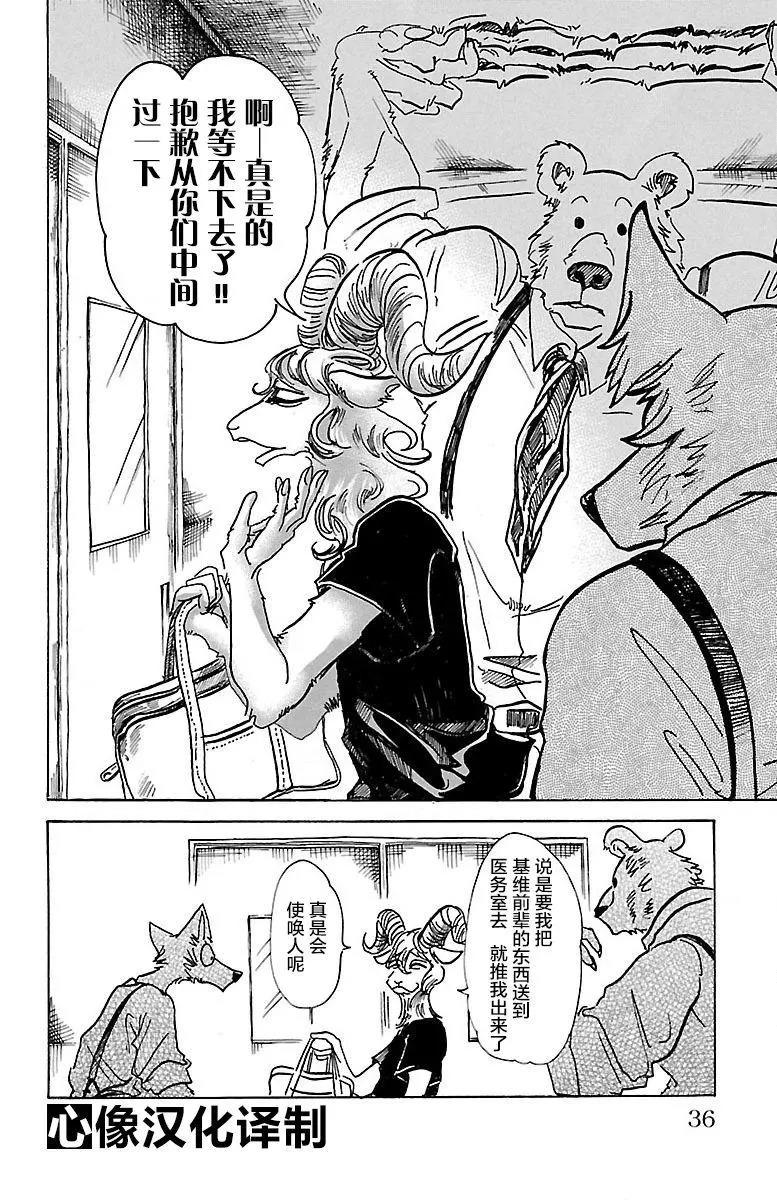 啊—真是的
我等不下去了!!
抱歉从你们中间
过一下
说是要我把
基维前辈的东西送到
医务室去 就推我出来了
真是会
使唤人呢
心像汉化译制
36